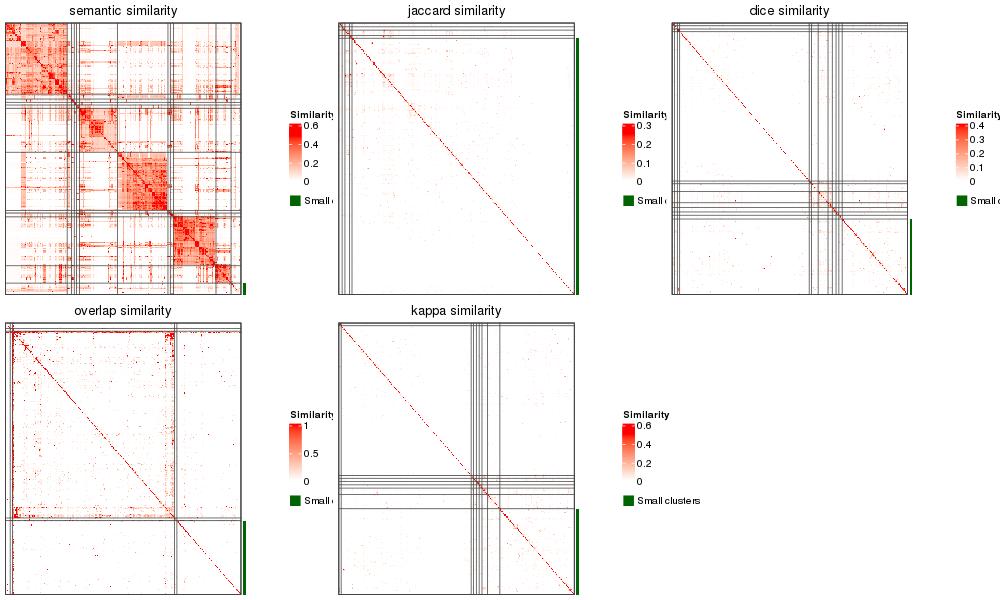 semantic similarity
jaccard similarity
dice similarity
Similarity
0.6
0.4
0.2
0
Small
Similarity
0.3
0.2
0.1
0
Small
Similarity
0.4
0.3
0.2
0.1
0
Small
overlap similarity
kappa similarity
Similarity
1
0.5
0
Small
Similarity
0.6
0.4
0.2
0
Small clusters